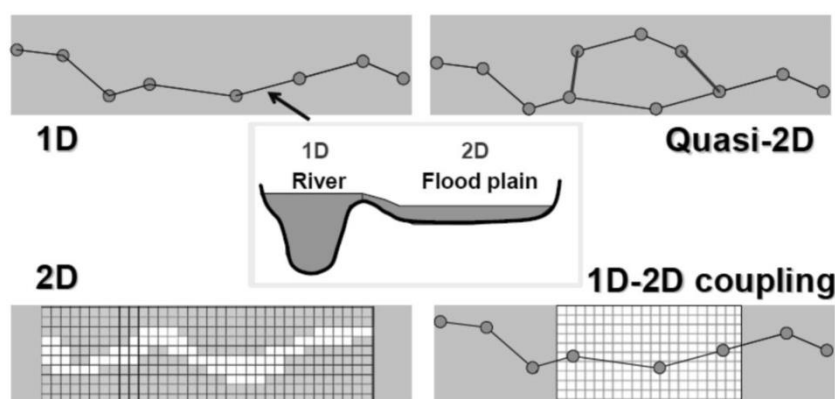 1D
Quasi-2D
1D
2D
River
Flood plain
2D
1D-2D coupling